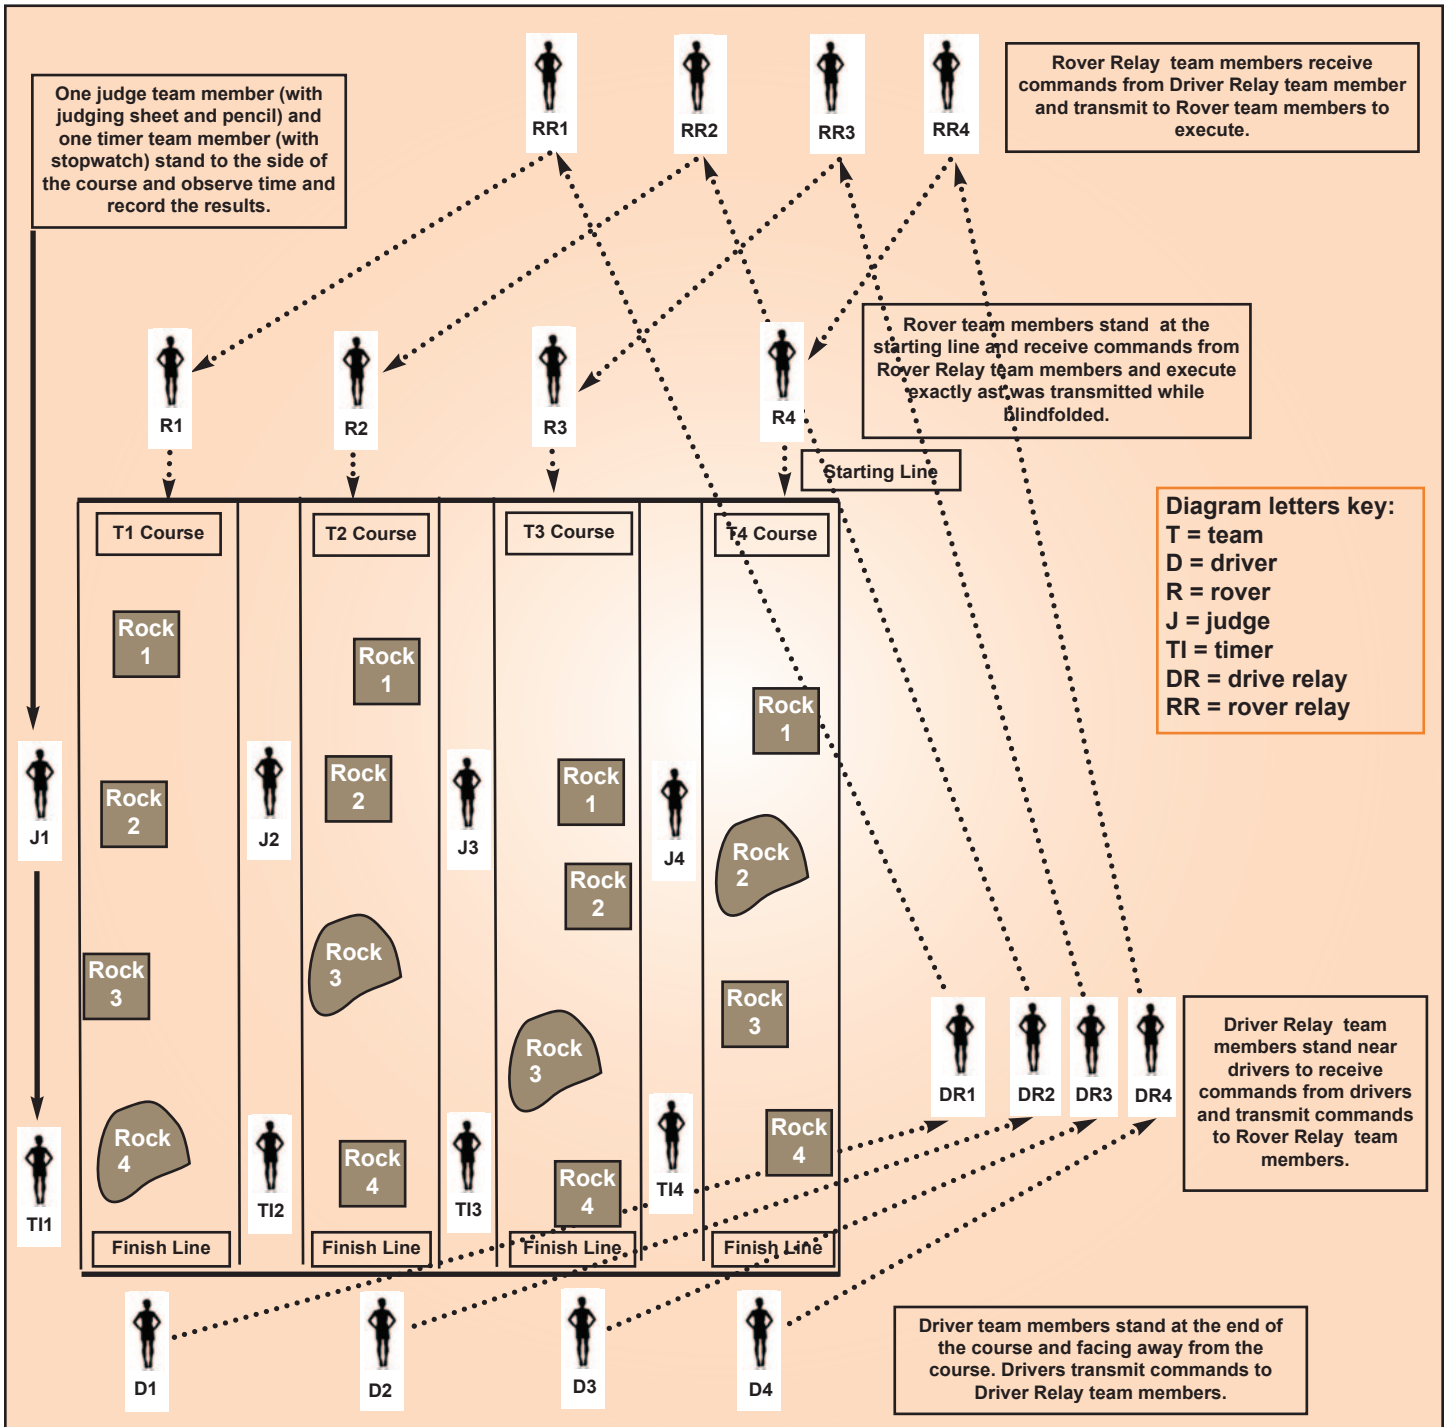 One judge team member (with
judging sheet and pencil) and
one timer team member (with
stopwatch) stand to the side of
the course and observe time and
record the results.
RR1
RR2
RR3
RR4
Rover Relay team members receive
commands from Driver Relay team member
and transmit to Rover team members to
execute.
R1
R2
R3
R4
Rover team members stand at the
starting line and receive commands from
Rover Relay team members and execute
exactly ast was transmitted while
blindfolded.
Starting Line
T1 Course
T2 Course
T3 Course
T4 Course
Diagram letters key:
T = team
D = driver
R = rover
J = judge
TI = timer
DR = drive relay
RR = rover relay
Rock
1
Rock
2
Rock
3
Rock
4
Rock
1
Rock
2
Rock
3
Rock
4
Rock
1
Rock
2
Rock
3
Rock
4
Rock
1
Rock
2
Rock
3
Rock
4
J1
J2
J3
J4
TI1
TI2
TI3
TI4
DR1
DR2
DR3
DR4
Driver Relay team
members stand near
drivers to receive
commands from drivers
and transmit commands
to Rover Relay team
members.
Finish Line
Finish Line
Finish Line
Finish Line
D1
D2
D3
D4
Driver team members stand at the end of
the course and facing away from the
course. Drivers transmit commands to
Driver Relay team members.